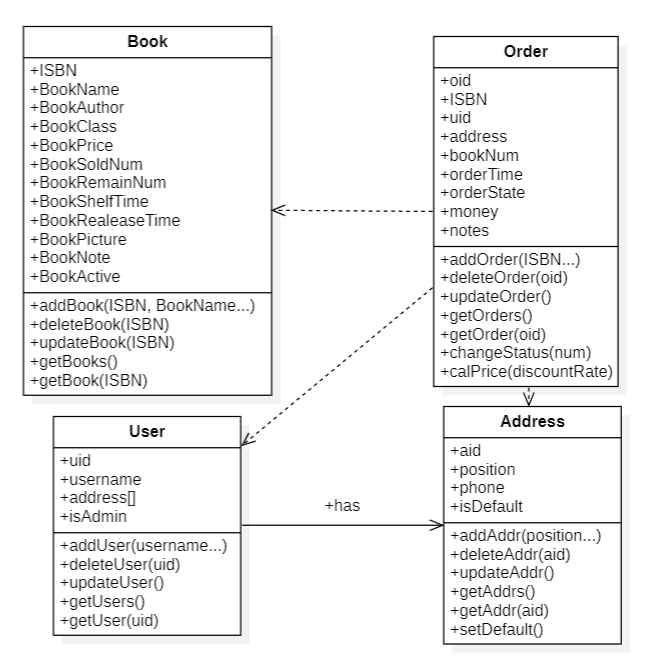 Book
+ISBN
+BookName
+BookAuthor
+BookClass
+BookPrice
+BookSoldNum
+BookRemainNum
+BookShelfTime
+BookRealeaseTime
+BookPicture
+BookNote
+BookActive
+addBook(ISBN, BookName...)
+deleteBook(ISBN)
+updateBook(ISBN)
+getBooks()
+getBook(ISBN)
Order
+oid
+ISBN
+uid
+address
+bookNum
+orderTime
+orderState
+money
+notes
+addOrder(ISBN...)
+deleteOrder(oid)
+updateOrder()
+getOrders()
+getOrder(oid)
+changeStatus(num)
+calPrice(discountRate)
User
+uid
+username
+address[]
+isAdmin
+addUser(username...)
+deleteUser(uid)
+updateUser()
+getUsers()
+getUser(uid)
+has
Address
+aid
+position
+phone
+isDefault
+addAddr(position...)
+deleteAddr(aid)
+updateAddr()
+getAddrs()
+getAddr(aid)
+setDefault()